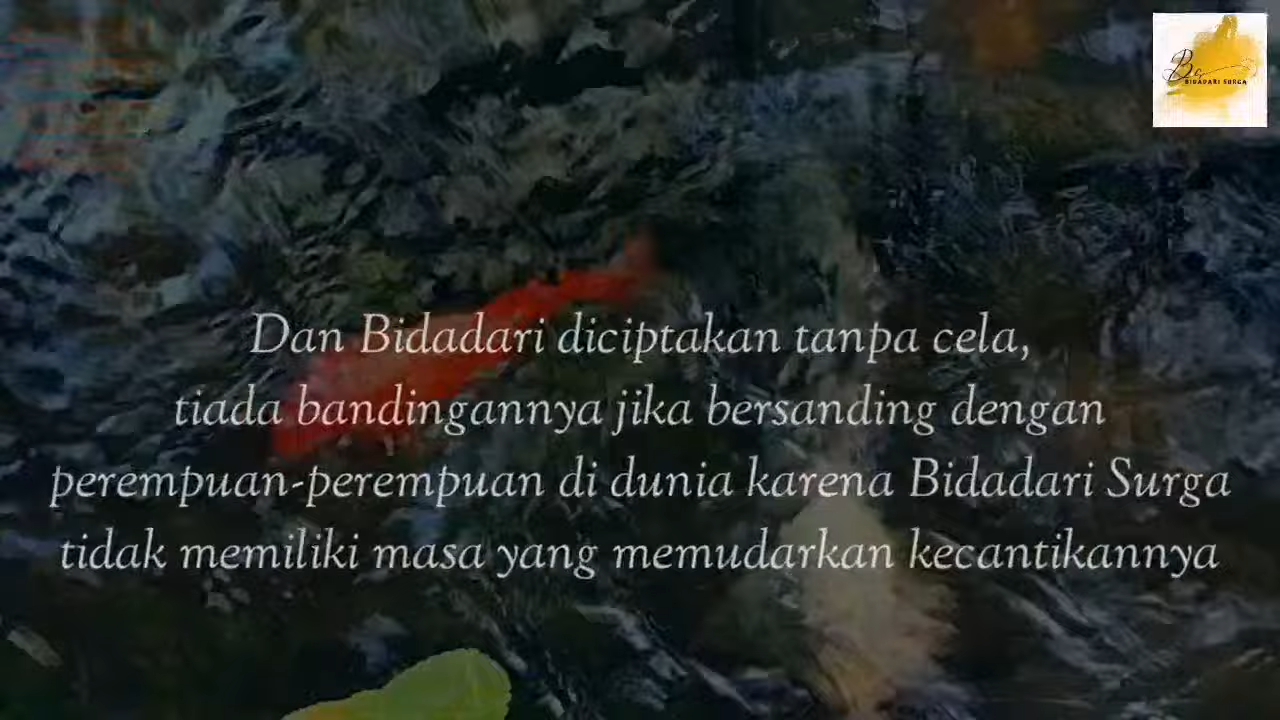 Bs
BIDADARI SURGA
Dan Bidadari diciptakan tanpa cela,
tiada bandingannya jika bersanding dengan
perempuan-perempuan di dunia karena Bidadari Surga
tidak memiliki masa yang memudarkan kecantikannya